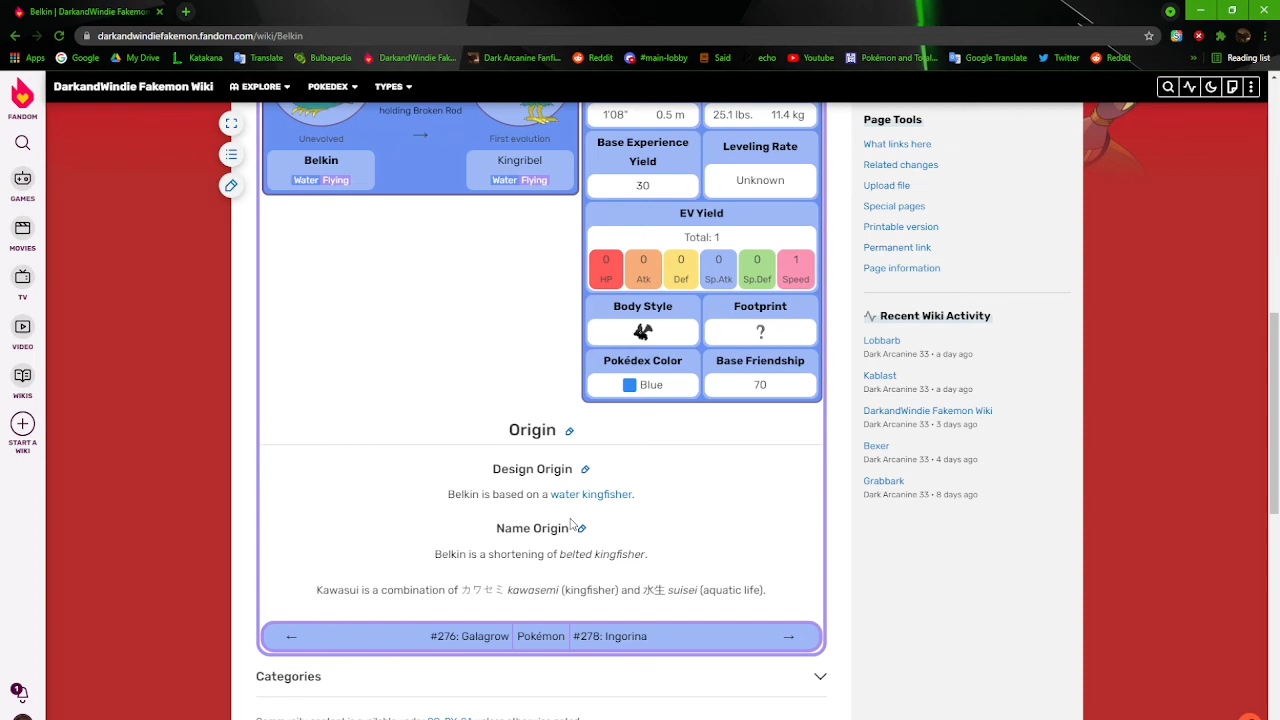 Belkin | DarkandWindie Fakemon
darkandwindiefakemon.fandom.com/wiki/Belkin
Apps Google My Drive Katakana Translate Bulbapedia DarkandWindie Fak... Dark Arcanine Fanfi... Reddit #main-lobby Said echo Youtube Pokémon and Total... Google Translate Twitter Reddit » Reading list
FANDOM
GAMES
MOVIES
TV
VIDEO
WIKIS
START A
WIKI
1
DarkandWindie Fakemon Wiki EXPLORE POKEDEX TYPES
holding Broken Rod
→
Unevolved
Belkin
Water Flying
First evolution
Kingribel
Water Flying
1'08" 0.5 m
25.1 lbs. 11.4 kg
Base Experience
Yield
30
Leveling Rate
Unknown
EV Yield
Total: 1
0 0 0 0 0 1
HP Atk Def Sp.Atk Sp.Def Speed
Body Style
Footprint
?
Pokédex Color
Blue
Base Friendship
70
Origin
Design Origin
Belkin is based on a water kingfisher.
Name Origin
Belkin is a shortening of belted kingfisher.
Kawasui is a combination of カワセミ kawasemi (kingfisher) and 水生 suisei (aquatic life).
← #276: Galagrow Pokémon #278: Ingorina →
Categories
Page Tools
What links here
Related changes
Upload file
Special pages
Printable version
Permanent link
Page information
Recent Wiki Activity
Lobbarb
Dark Arcanine 33 • a day ago
Kablast
Dark Arcanine 33 • a day ago
DarkandWindie Fakemon Wiki
Dark Arcanine 33 • 3 days ago
Bexer
Dark Arcanine 33 • 4 days ago
Grabbark
Dark Arcanine 33 • 8 days ago